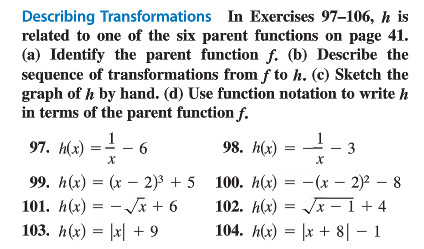 Describing Transformations In Exercises 97–106, h is
related to one of the six parent functions on page 41.
(a) Identify the parent function f. (b) Describe the
sequence of transformations from f to h. (c) Sketch the
graph of h by hand. (d) Use function notation to write h
in terms of the parent function f.
97. h(x) = 1/x − 6 98. h(x) = −1/x − 3
99. h(x) = (x − 2)³ + 5 100. h(x) = −(x − 2)² − 8
101. h(x) = −√x + 6 102. h(x) = √(x − 1) + 4
103. h(x) = |x| + 9 104. h(x) = |x + 8| − 1